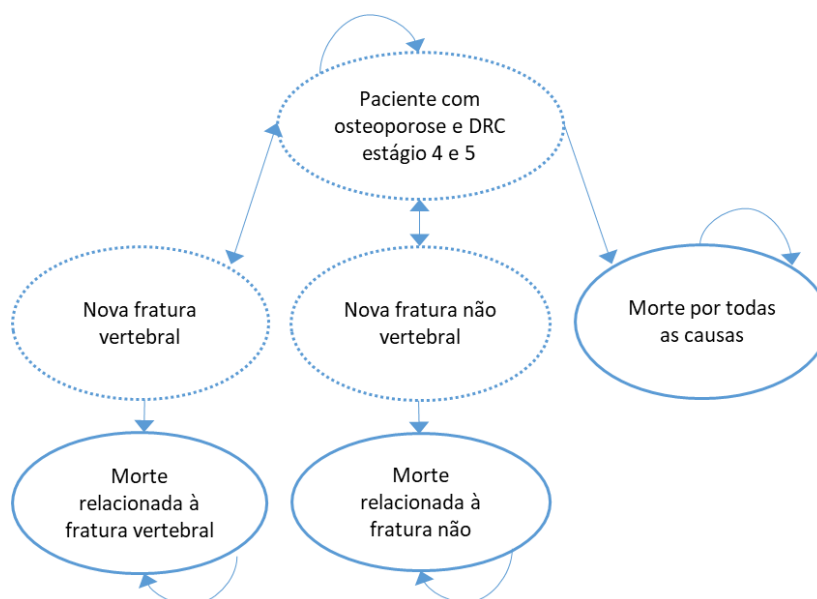 Paciente com
osteoporose e DRC
estágio 4 e 5
Nova fratura
vertebral
Nova fratura não
vertebral
Morte por todas
as causas
Morte
relacionada à
fratura vertebral
Morte
relacionada à
fratura não